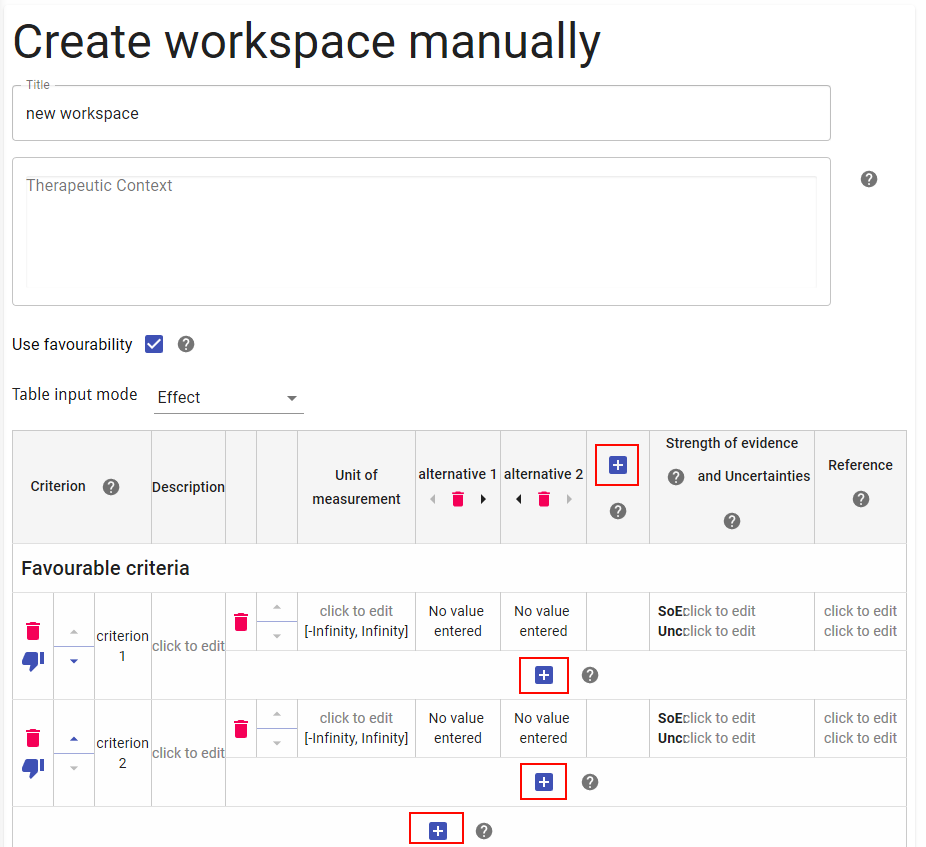 Create workspace manually
Title
new workspace
Therapeutic Context
Use favourability
Table input mode
Effect
Criterion
Description
Unit of
measurement
alternative 1
alternative 2
Strength of evidence
and Uncertainties
Reference
Favourable criteria
criterion
1
click to edit
click to edit
[-Infinity, Infinity]
No value
entered
No value
entered
SoE:click to edit
Unc:click to edit
click to edit
click to edit
criterion
2
click to edit
click to edit
[-Infinity, Infinity]
No value
entered
No value
entered
SoE:click to edit
Unc:click to edit
click to edit
click to edit